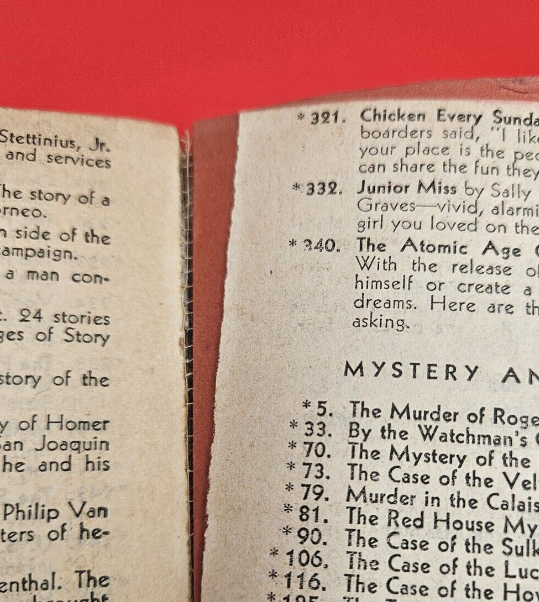 Stettinius, Jr.
and services
he story of a
rneo.
n side of the
ampaign.
a man con-
. 24 stories
ges of Story
story of the
y of Homer
an Joaquin
he and his
Philip Van
ters of he-
enthal. The
brought
*321. Chicken Every Sunda
boarders said, "I lik
your place is the peo
can share the fun they
*332. Junior Miss by Sally
Graves—vivid, alarmi
girl you loved on the
*340. The Atomic Age O
With the release of
himself or create a
dreams. Here are th
asking.
MYSTERY AN
*5. The Murder of Roge
*33. By the Watchman's C
*70. The Mystery of the
*73. The Case of the Vel
*79. Murder in the Calais
*81. The Red House My
*90. The Case of the Sulk
*106. The Case of the Luc
*116. The Case of the Hov